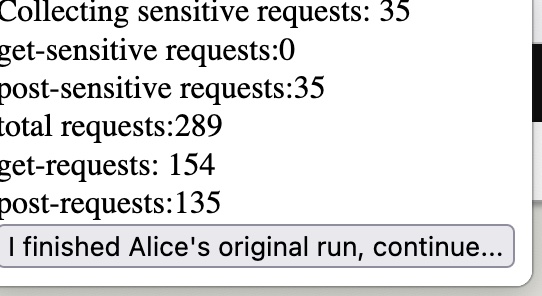 Collecting sensitive requests: 35
get-sensitive requests:0
post-sensitive requests:35
total requests:289
get-requests: 154
post-requests:135
I finished Alice's original run, continue...